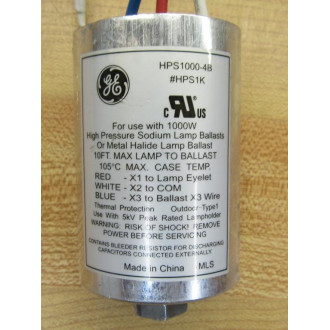 GE
HPS1000-4B
#HPS1K
C UL US
For use with 1000W
High Pressure Sodium Lamp Ballasts
Or Metal Halide Lamp Ballast
10FT. MAX LAMP TO BALLAST
105°C MAX. CASE TEMP.
RED - X1 to Lamp Eyelet
WHITE - X2 to COM
BLUE - X3 to Ballast X3 Wire
Thermal Protection Outdoor Type1
Use With 5kV Peak Rated Lampholder
WARNING: RISK OF SHOCK! REMOVE
POWER BEFORE SERVICING
CONTAINS BLEEDER RESISTOR FOR DISCHARGING
CAPACITORS CONNECTED EXTERNALLY.
Made in China MLS